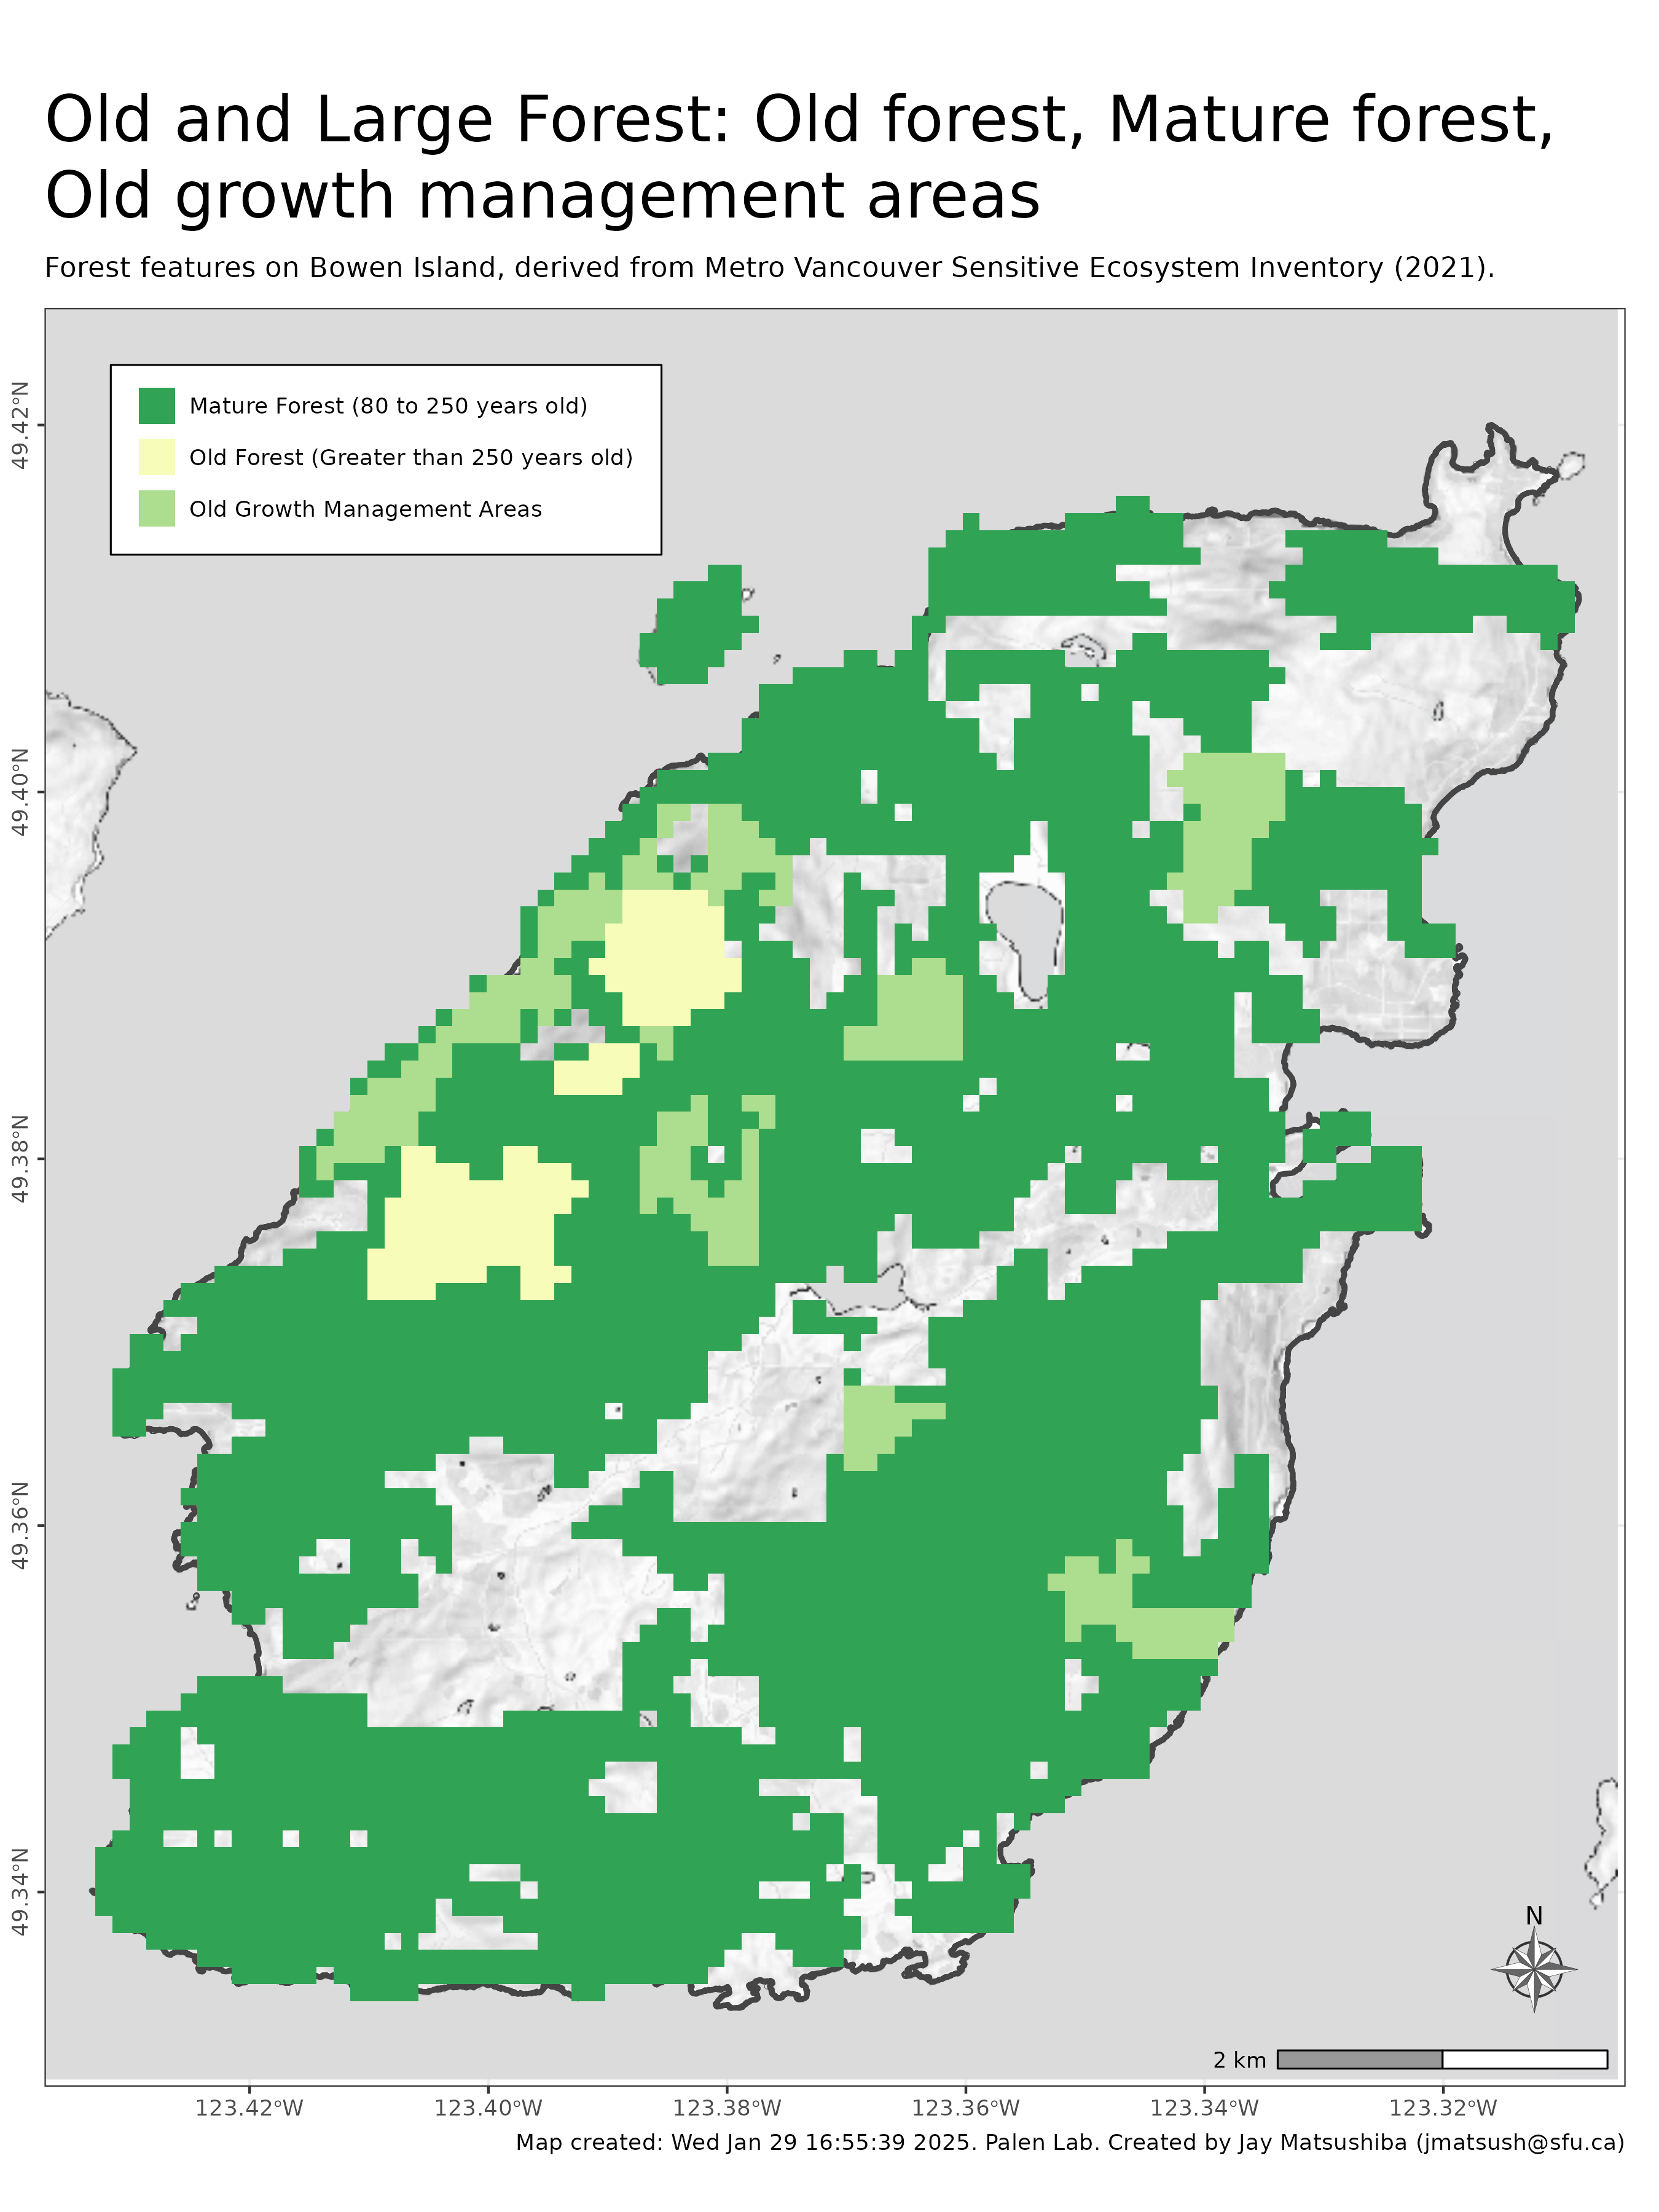 Old and Large Forest: Old forest, Mature forest,
Old growth management areas
Forest features on Bowen Island, derived from Metro Vancouver Sensitive Ecosystem Inventory (2021).
Mature Forest (80 to 250 years old)
Old Forest (Greater than 250 years old)
Old Growth Management Areas
49.42°N
49.40°N
49.38°N
49.36°N
49.34°N
N
2 km
123.42°W
123.40°W
123.38°W
123.36°W
123.34°W
123.32°W
Map created: Wed Jan 29 16:55:39 2025. Palen Lab. Created by Jay Matsushiba (jmatsush@sfu.ca)